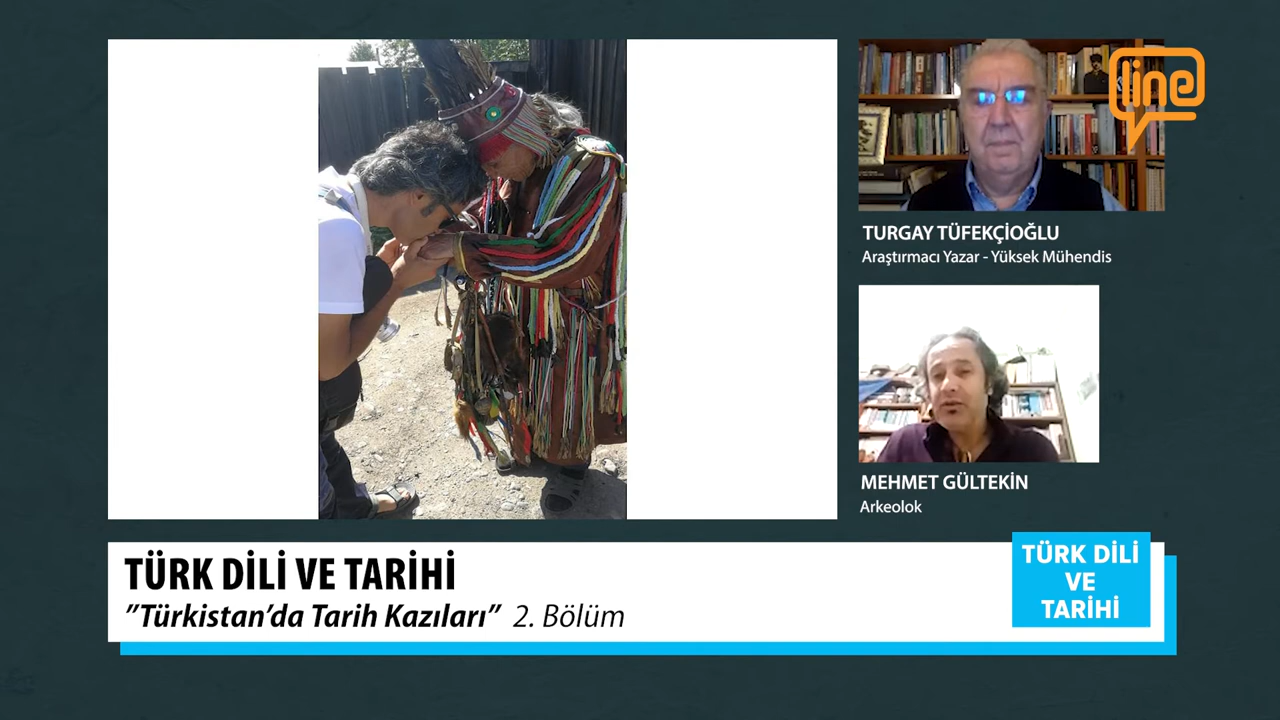 line
TURGAY TÜFEKÇİOĞLU
Araştırmacı Yazar - Yüksek Mühendis
MEHMET GÜLTEKİN
Arkeolok
TÜRK DİLİ VE TARİHİ
”Türkistan’da Tarih Kazıları” 2. Bölüm
TÜRK DİLİ
VE
TARİHİ